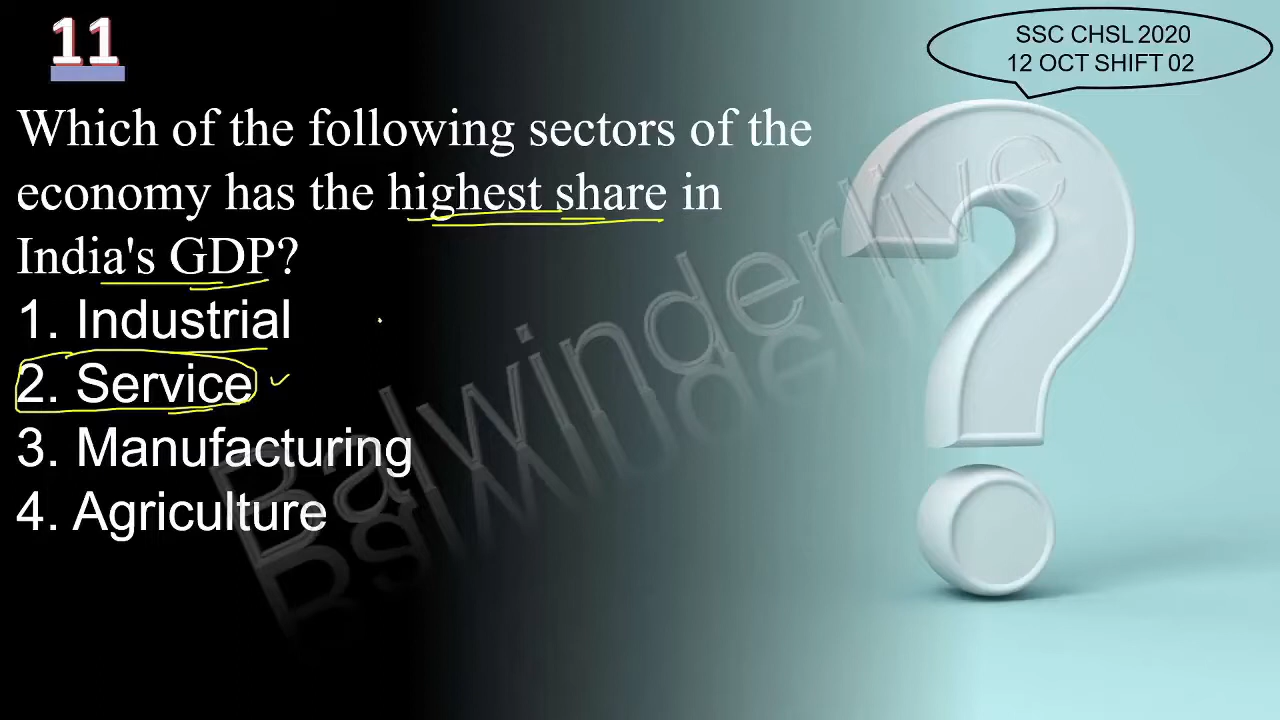 11
SSC CHSL 2020
12 OCT SHIFT 02
Which of the following sectors of the
economy has the highest share in
India's GDP?
1. Industrial
2. Service
3. Manufacturing
4. Agriculture
Balwinderlive